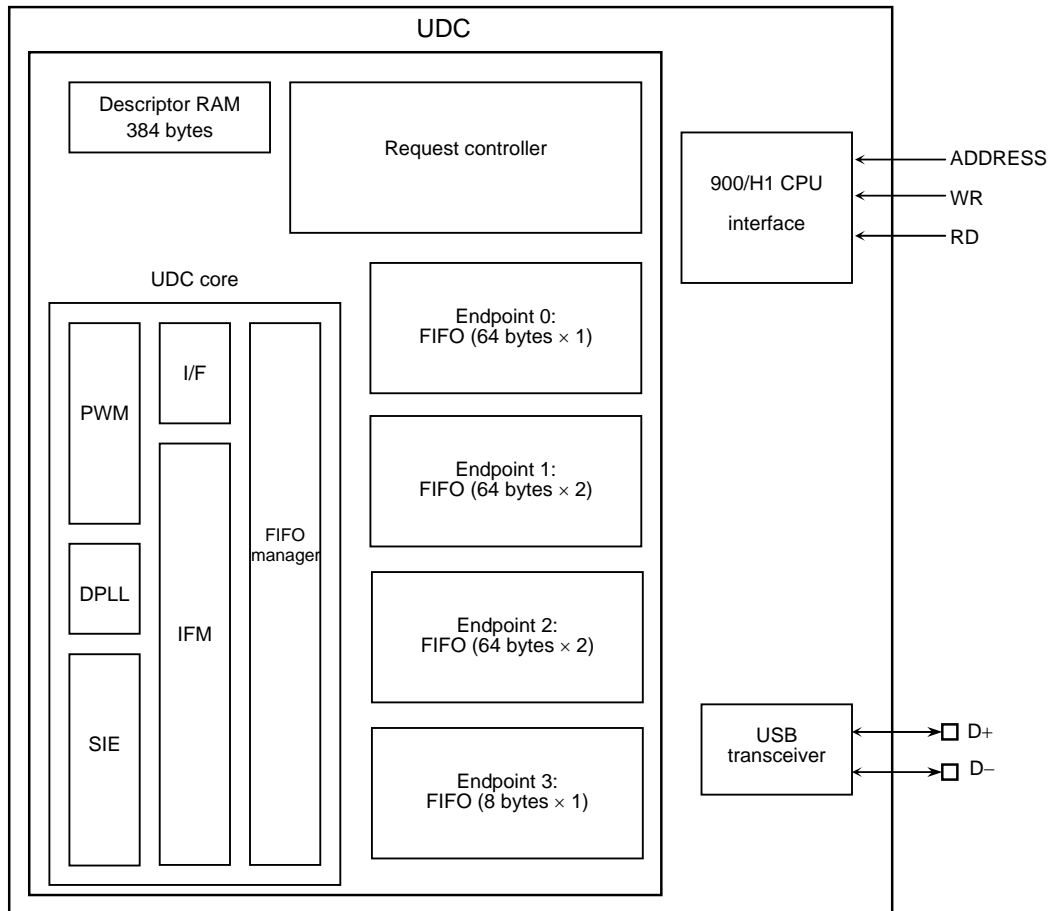 UDC
Descriptor RAM
384 bytes
Request controller
900/H1 CPU
interface
ADDRESS
WR
RD
UDC core
PWM
I/F
FIFO
manager
DPLL
IFM
SIE
Endpoint 0:
FIFO (64 bytes × 1)
Endpoint 1:
FIFO (64 bytes × 2)
Endpoint 2:
FIFO (64 bytes × 2)
Endpoint 3:
FIFO (8 bytes × 1)
USB
transceiver
D+
D−